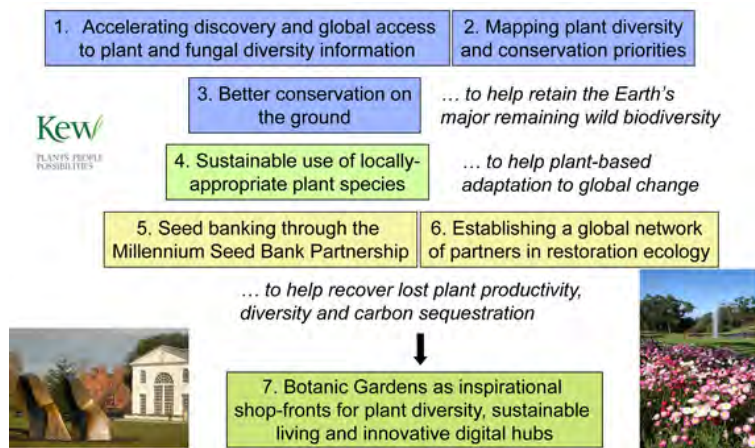 1. Accelerating discovery and global access
to plant and fungal diversity information
2. Mapping plant diversity
and conservation priorities
3. Better conservation on
the ground
… to help retain the Earth's
major remaining wild biodiversity
Kew
PLANTS PEOPLE
POSSIBILITIES
4. Sustainable use of locally-
appropriate plant species
… to help plant-based
adaptation to global change
5. Seed banking through the
Millennium Seed Bank Partnership
6. Establishing a global network
of partners in restoration ecology
… to help recover lost plant productivity,
diversity and carbon sequestration
7. Botanic Gardens as inspirational
shop-fronts for plant diversity, sustainable
living and innovative digital hubs